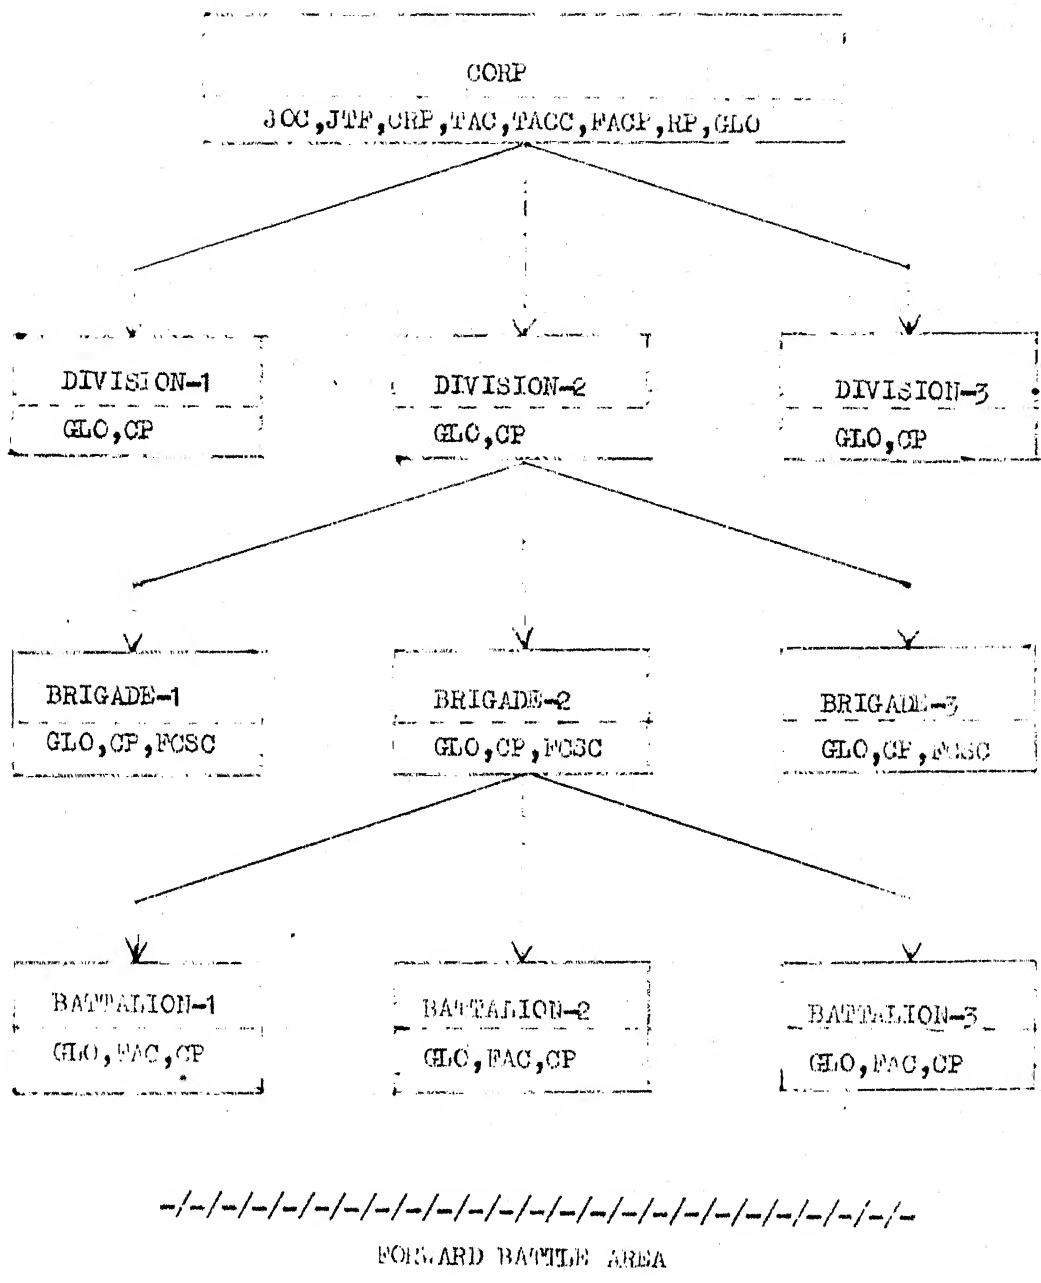 CORP
JOC,JTF,CRP,TAC,TACC,FACP,RP,GLO
DIVISION-1
GLO,CP
DIVISION-2
GLO,CP
DIVISION-3
GLO,CP
BRIGADE-1
GLO,CP,FCSC
BRIGADE-2
GLO,CP,FCSC
BRIGADE-3
GLO,CP,FCSC
BATTALION-1
GLO,FAC,CP
BATTALION-2
GLO,FAC,CP
BATTALION-3
GLO,FAC,CP
-/-/-/-/-/-/-/-/-/-/-/-/-/-/-/-/-/-/-/-/-/-/-/-/-
FORWARD BATTLE AREA